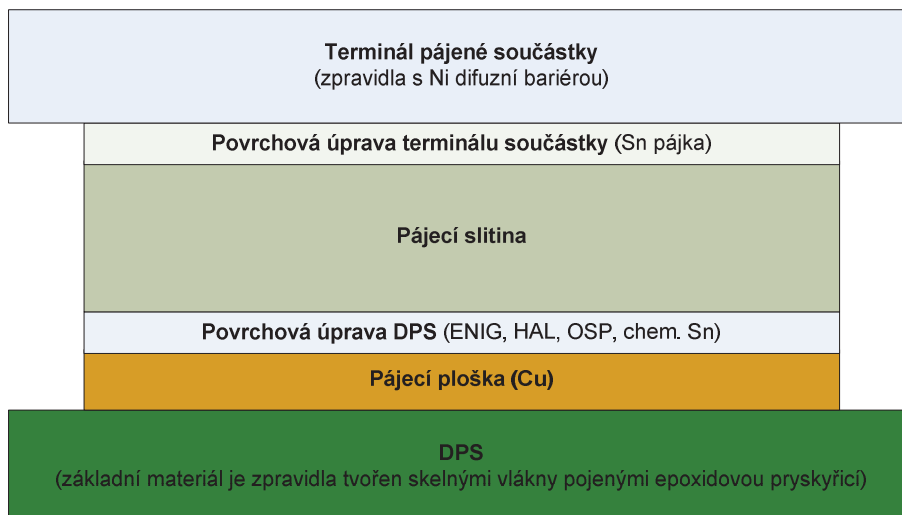 Terminál pájené součástky
(zpravidla s Ni difuzní bariérou)
Povrchová úprava terminálu součástky (Sn pájka)
Pájecí slitina
Povrchová úprava DPS (ENIG, HAL, OSP, chem. Sn)
Pájecí ploška (Cu)
DPS
(základní materiál je zpravidla tvořen skelnými vlákny pojenými epoxidovou pryskyřicí)